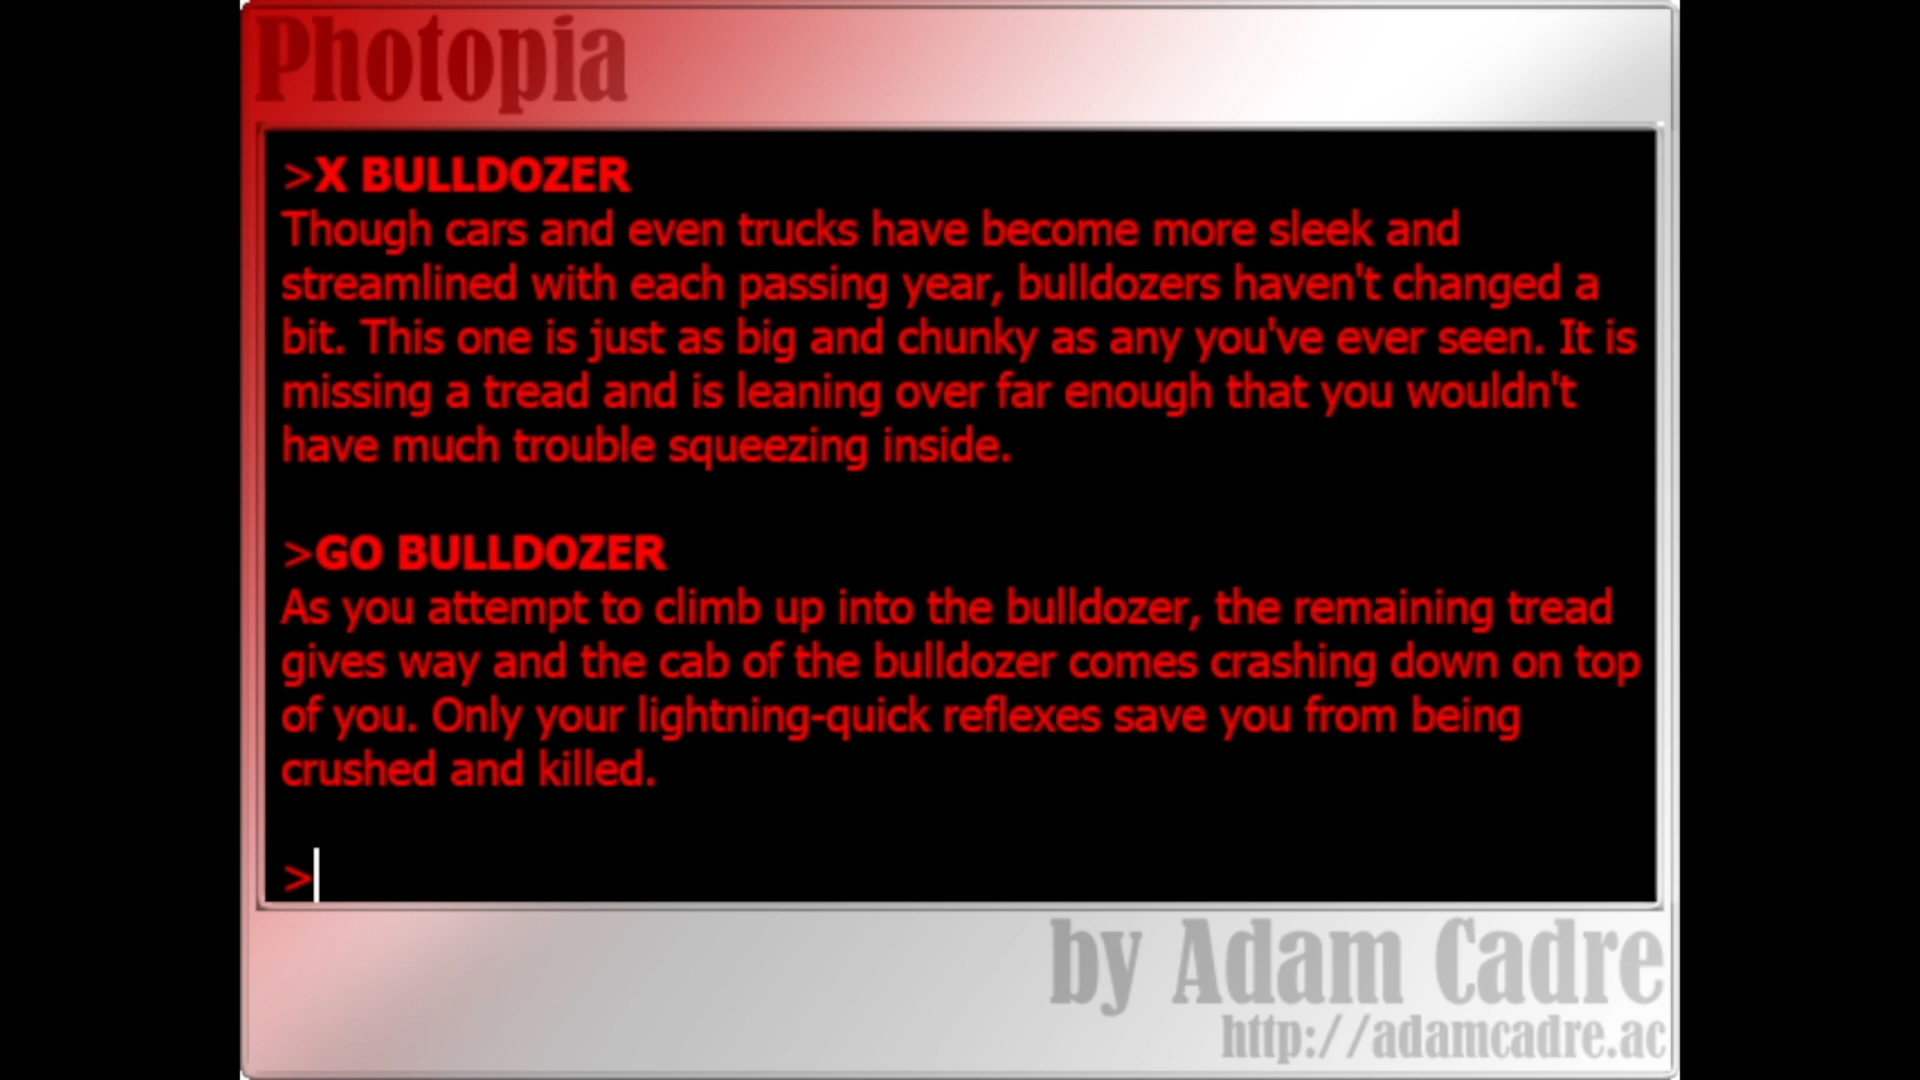 Photopia
>X BULLDOZER
Though cars and even trucks have become more sleek and
streamlined with each passing year, bulldozers haven't changed a
bit. This one is just as big and chunky as any you've ever seen. It is
missing a tread and is leaning over far enough that you wouldn't
have much trouble squeezing inside.
>GO BULLDOZER
As you attempt to climb up into the bulldozer, the remaining tread
gives way and the cab of the bulldozer comes crashing down on top
of you. Only your lightning-quick reflexes save you from being
crushed and killed.
>
by Adam Cadre
http://adamcadre.ac